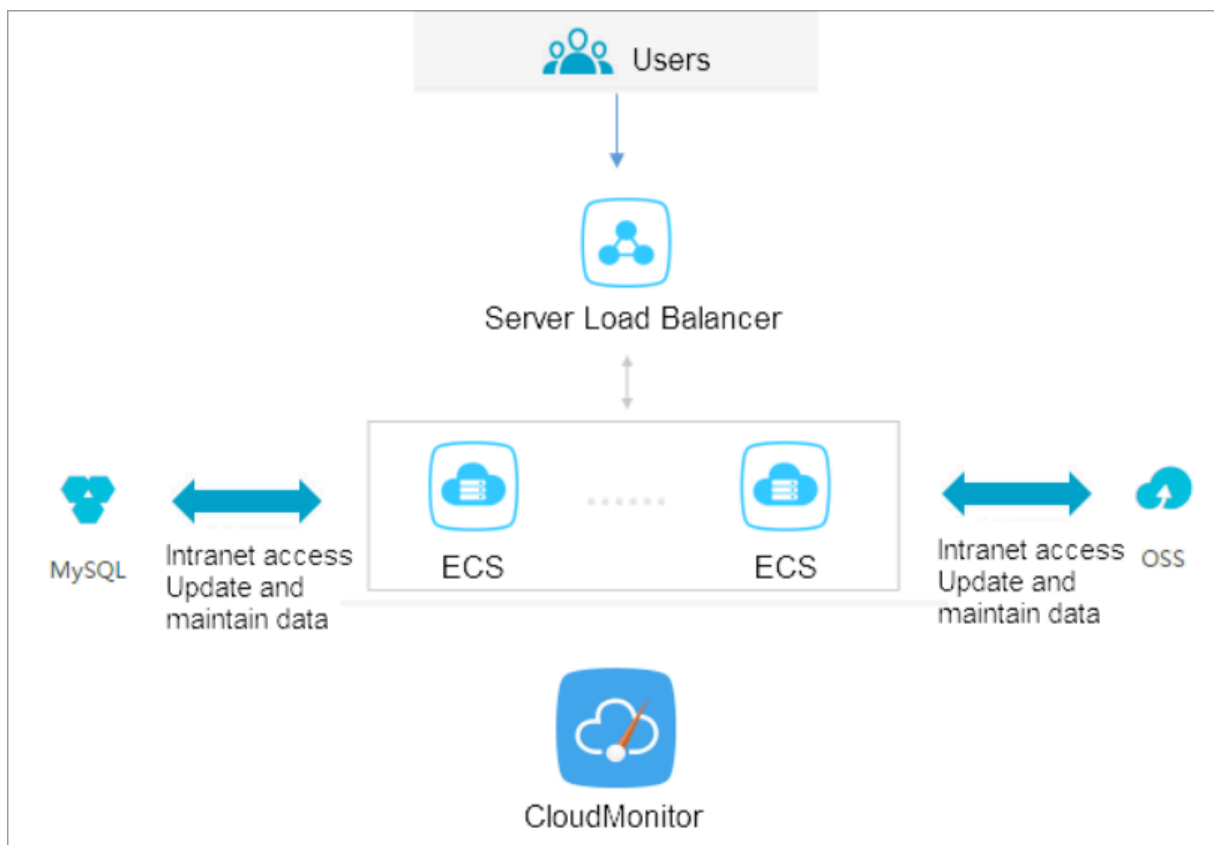 Users
Server Load Balancer
MySQL
Intranet access
Update and
maintain data
ECS
ECS
Intranet access
Update and
maintain data
OSS
CloudMonitor